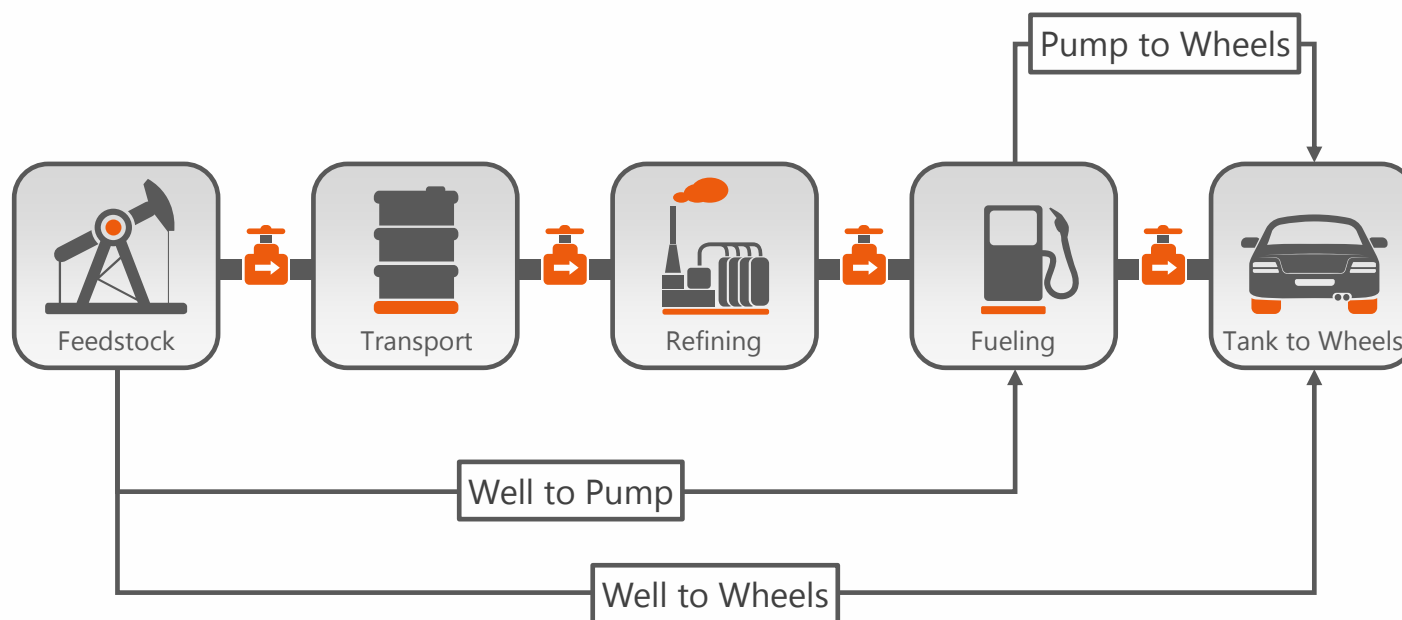 Pump to Wheels
Feedstock
Transport
Refining
Fueling
Tank to Wheels
Well to Pump
Well to Wheels